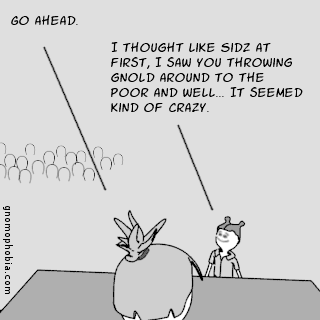 GO AHEAD.
I THOUGHT LIKE SIDZ AT
FIRST, I SAW YOU THROWING
GNOLD AROUND TO THE
POOR AND WELL... IT SEEMED
KIND OF CRAZY.
gnomophobia.com